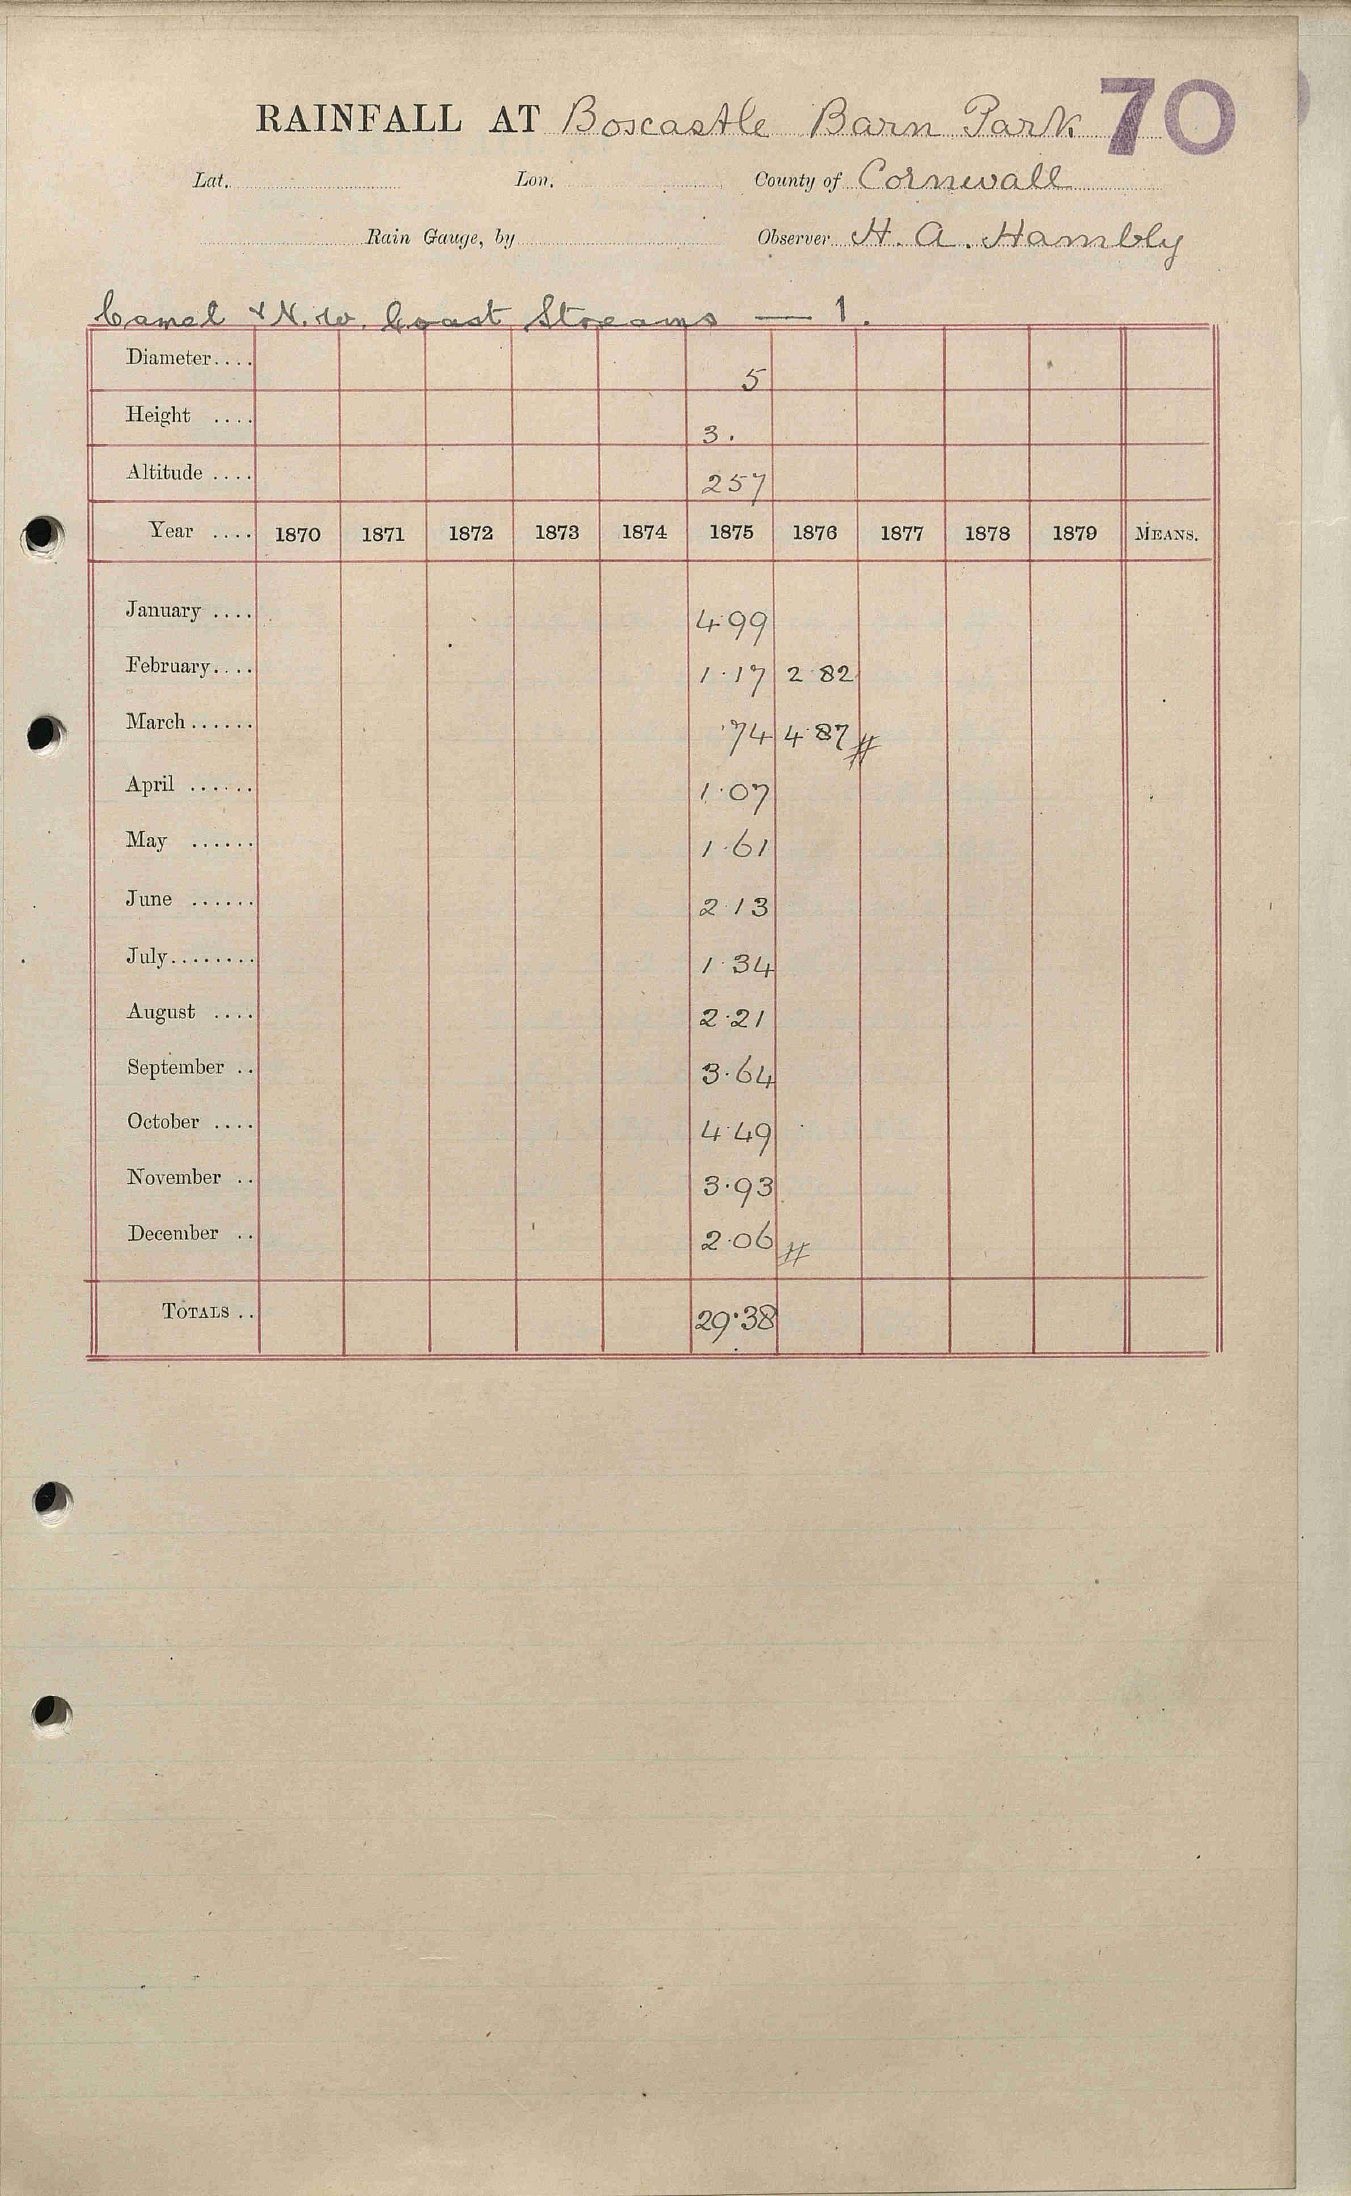 70
RAINFALL AT Boscastle Barn Park
Lat. Lon. County of Cornwall
Rain Gauge, by Observer H. A. Hambly
Camel & N. W. Coast Streams — 1.
Diameter.... 5
Height .... 3.
Altitude .... 257
Year .... 1870 1871 1872 1873 1874 1875 1876 1877 1878 1879 MEANS.
January .... 4.99
February.... 1.17 2.82
March...... .74 4.87 #
April ...... 1.07
May ...... 1.61
June ...... 2.13
July........ 1.34
August .... 2.21
September .. 3.64
October .... 4.49
November .. 3.93
December .. 2.06 #
TOTALS .. 29.38